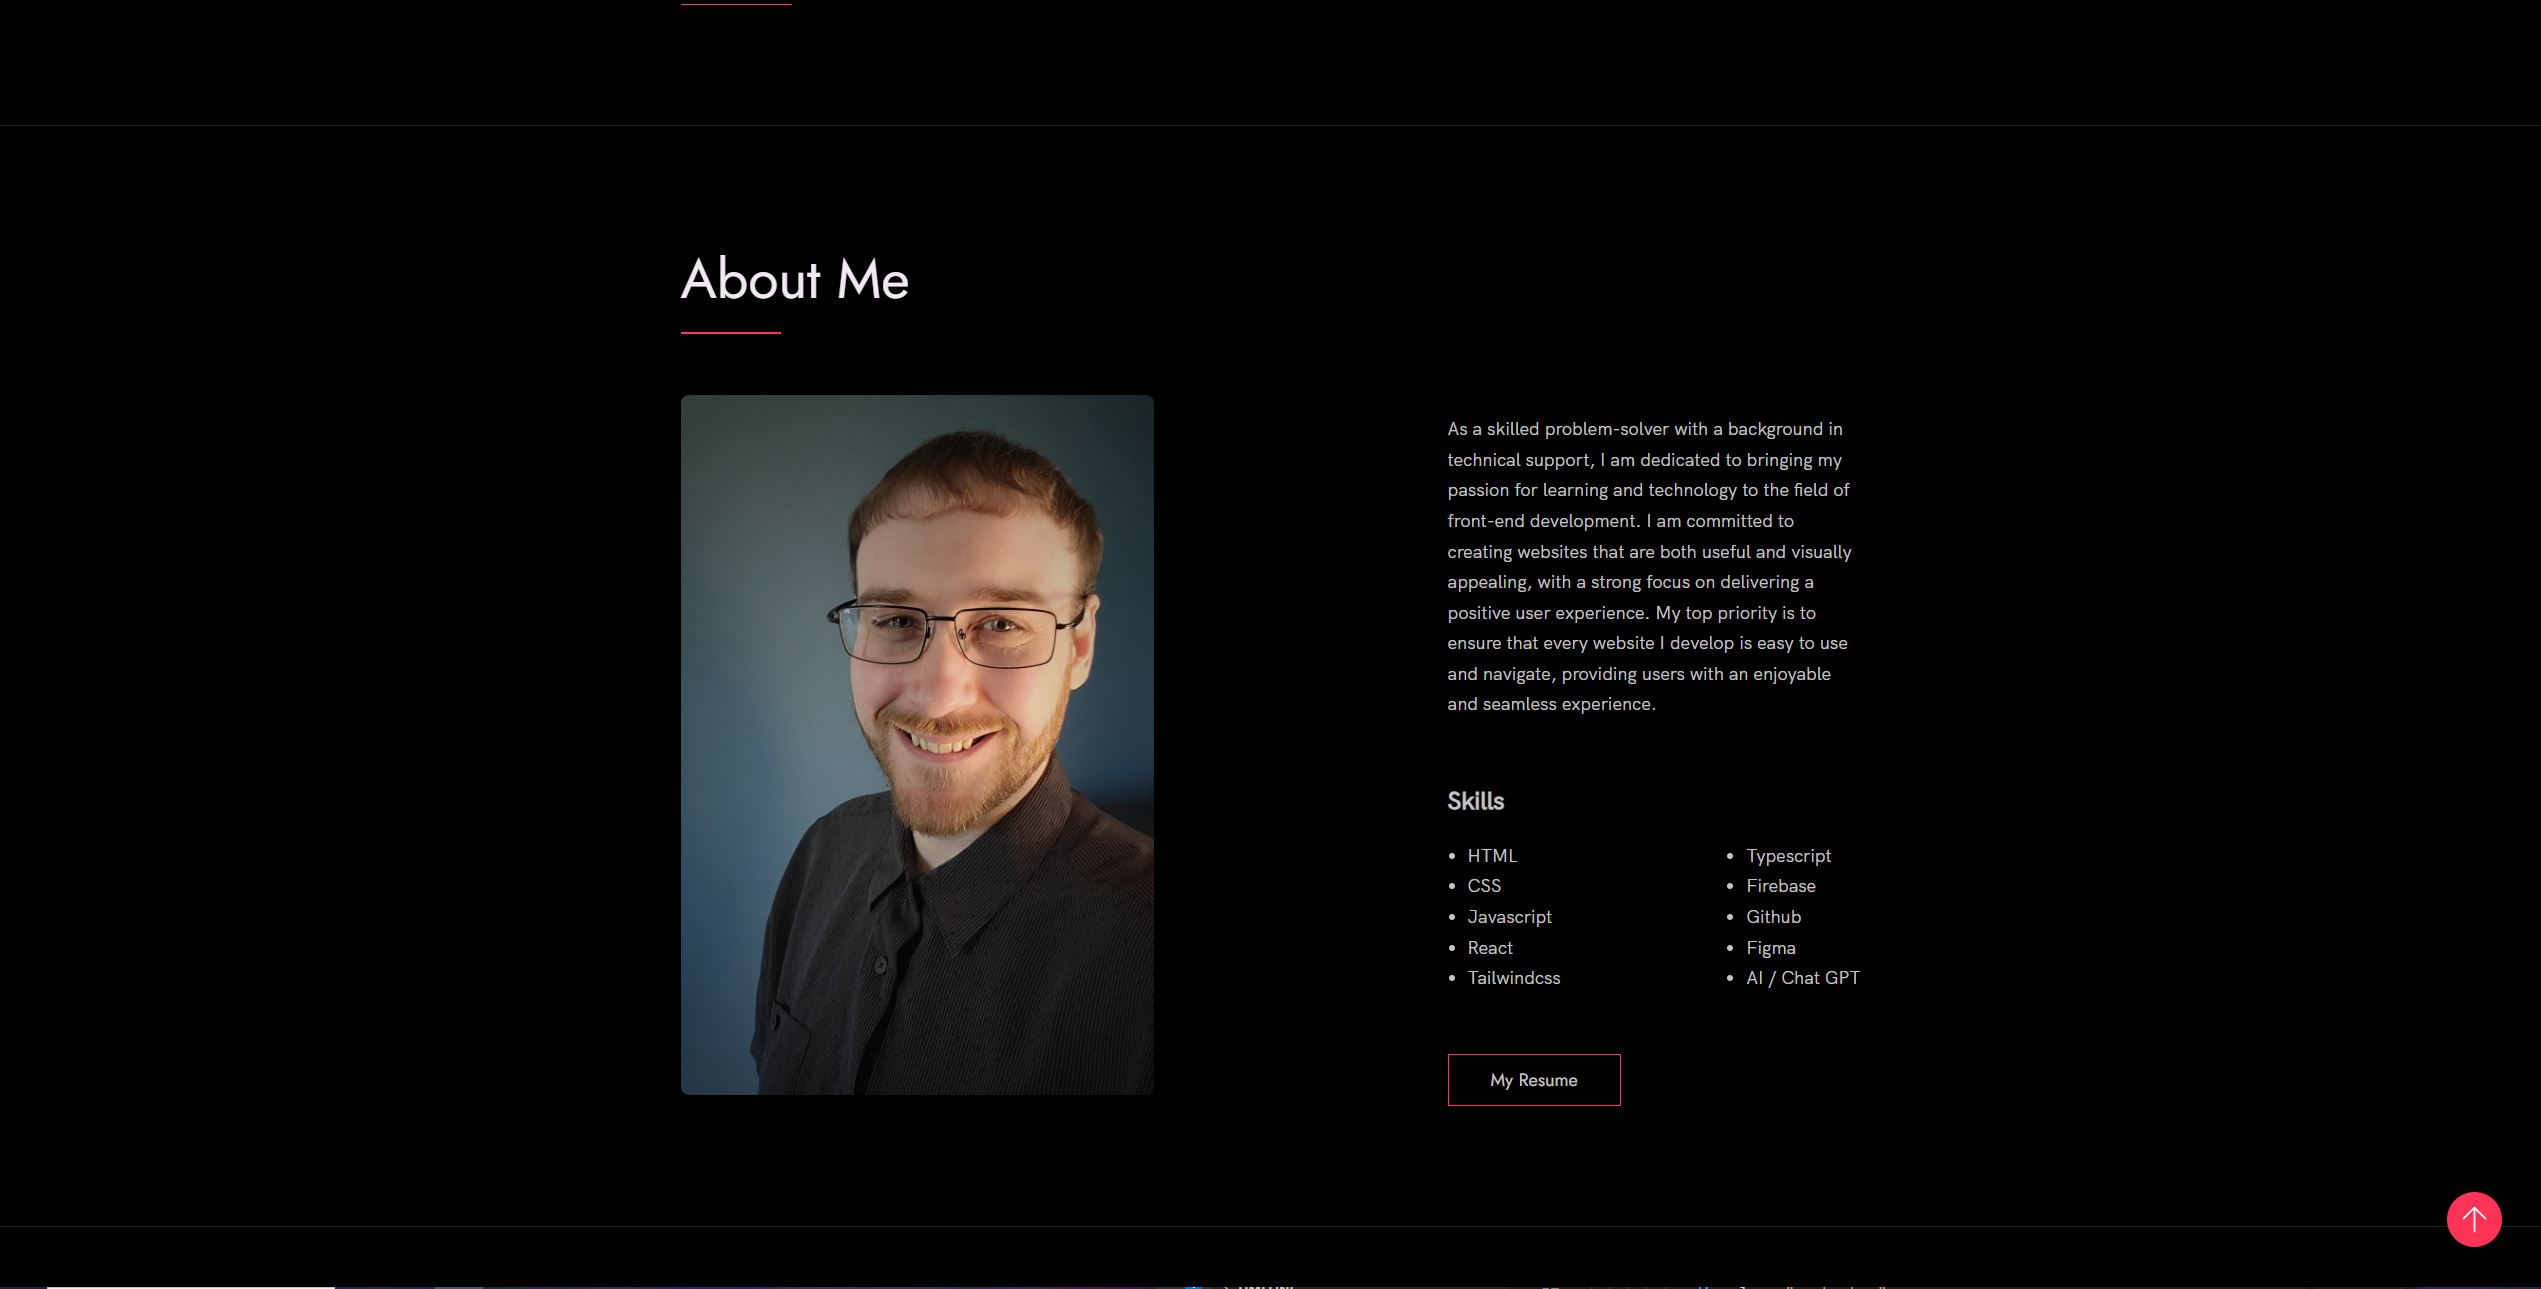 About Me
As a skilled problem-solver with a background in
technical support, I am dedicated to bringing my
passion for learning and technology to the field of
front-end development. I am committed to
creating websites that are both useful and visually
appealing, with a strong focus on delivering a
positive user experience. My top priority is to
ensure that every website I develop is easy to use
and navigate, providing users with an enjoyable
and seamless experience.
Skills
• HTML
• CSS
• Javascript
• React
• Tailwindcss
• Typescript
• Firebase
• Github
• Figma
• AI / Chat GPT
My Resume